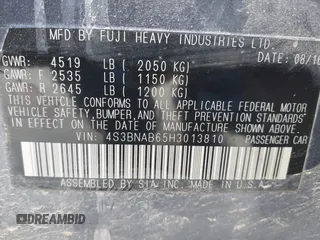 MFD BY FUJI HEAVY INDUSTRIES LTD. DATE: 08/16
GVWR: 4519 LB ( 2050 KG)
GAWR: F 2535 LB ( 1150 KG)
GAWR: R 2645 LB ( 1200 KG)
THIS VEHICLE CONFORMS TO ALL APPLICABLE FEDERAL MOTOR
VEHICLE SAFETY, BUMPER, AND THEFT PREVENTION STANDARDS
IN EFFECT ON THE DATE OF MANUFACTURE SHOWN ABOVE.
VIN: 4S3BNAB65H3013810 PASSENGER CAR
ASSEMBLED BY SIA, INC. MADE IN U.S.A.
DREAMBID